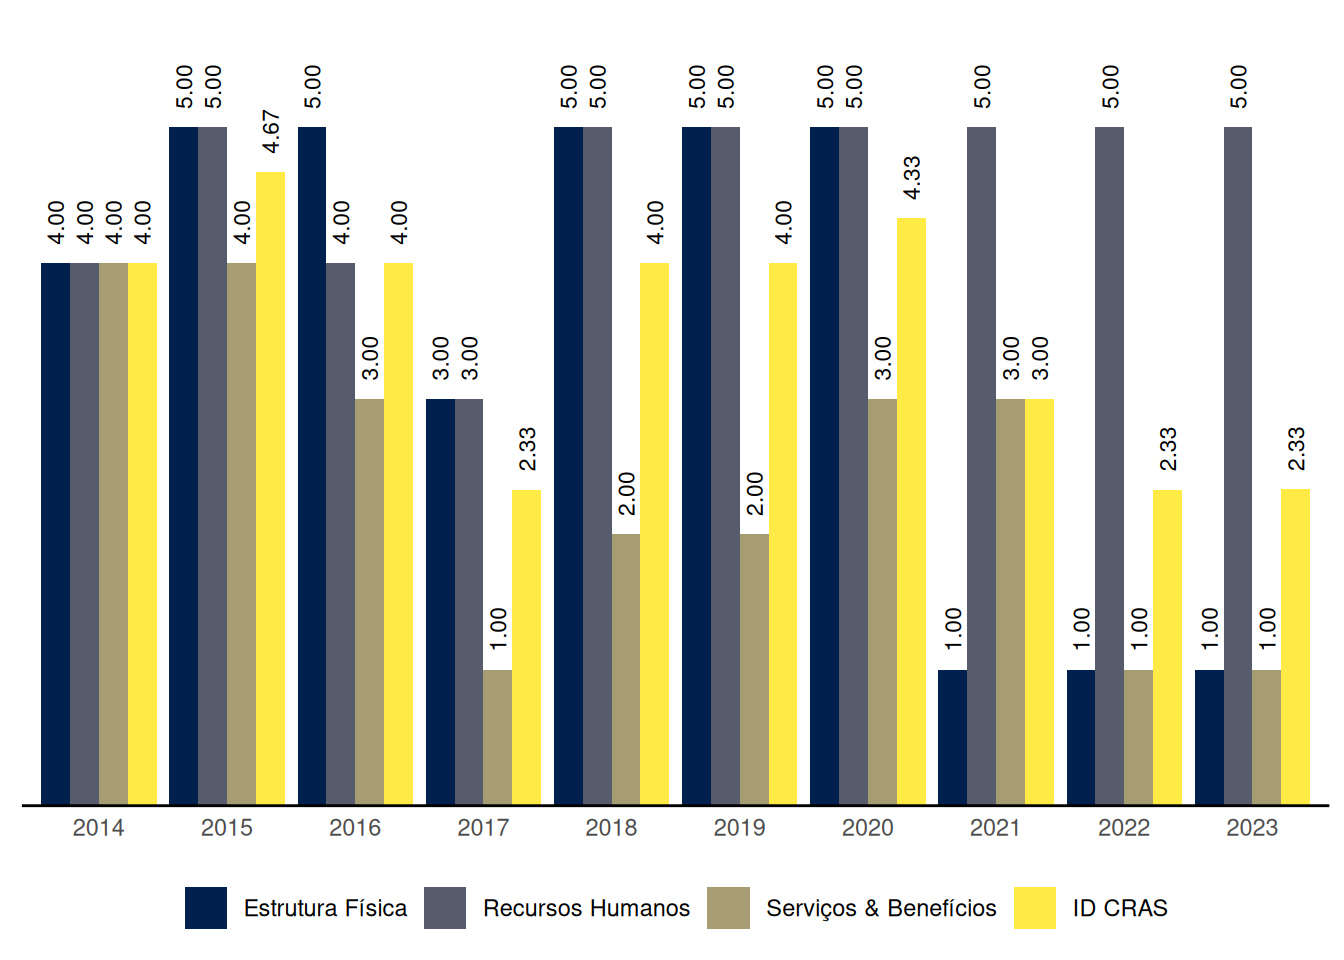 5.00 5.00 5.00 5.00 5.00 5.00 5.00 5.00 5.00 5.00 5.00 5.00
4.67
4.33
4.00 4.00 4.00 4.00 4.00 4.00 4.00 4.00 4.00
3.00 3.00 3.00 3.00 3.00 3.00
2.33 2.33 2.33
2.00 2.00
1.00 1.00 1.00 1.00 1.00 1.00
2014 2015 2016 2017 2018 2019 2020 2021 2022 2023
Estrutura Física Recursos Humanos Serviços & Benefícios ID CRAS